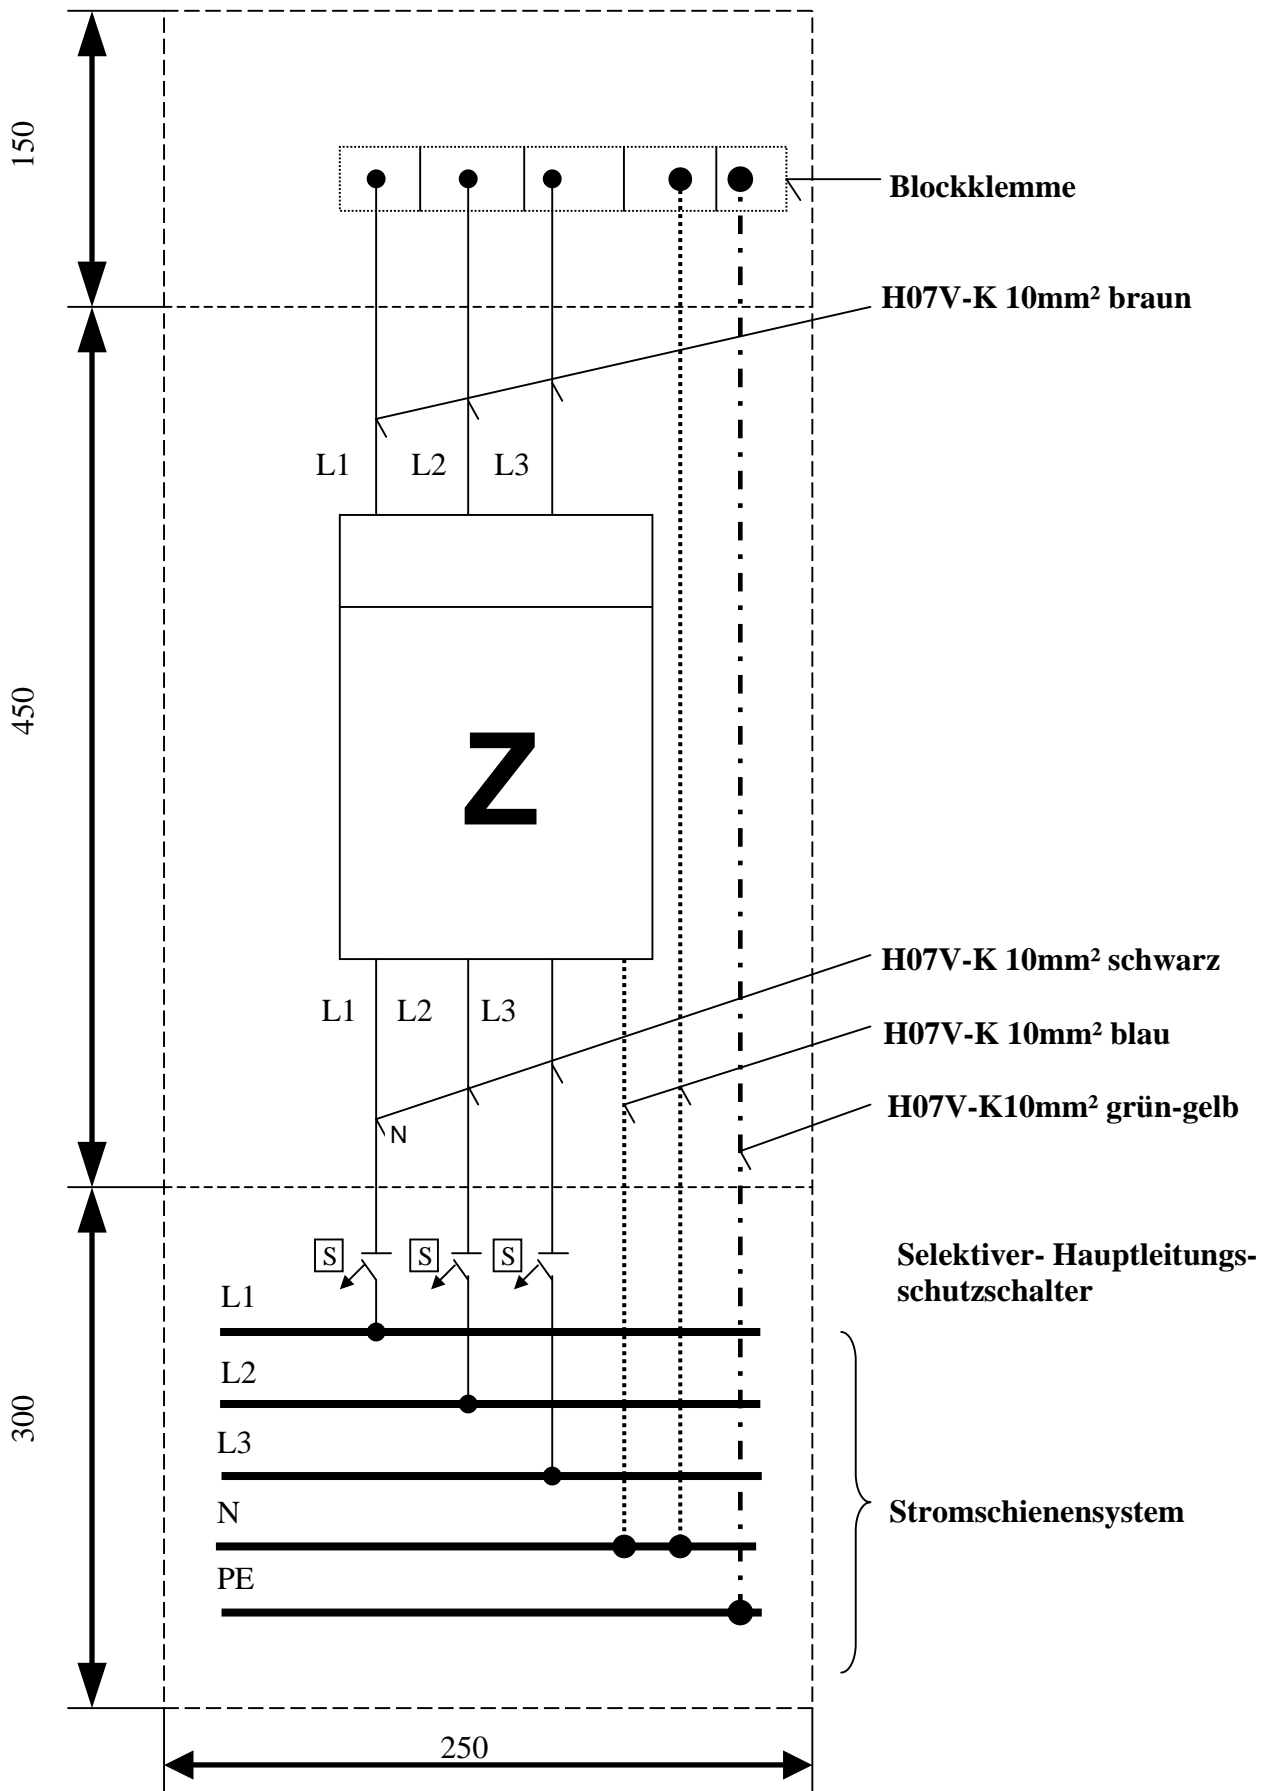 150
Blockklemme
H07V-K 10mm² braun
L1 L2 L3
450
Z
H07V-K 10mm² schwarz
L1 L2 L3
H07V-K 10mm² blau
H07V-K10mm² grün-gelb
N
S S S
Selektiver- Hauptleitungs-
schutzschalter
L1
L2
300
L3
N
Stromschienensystem
PE
250